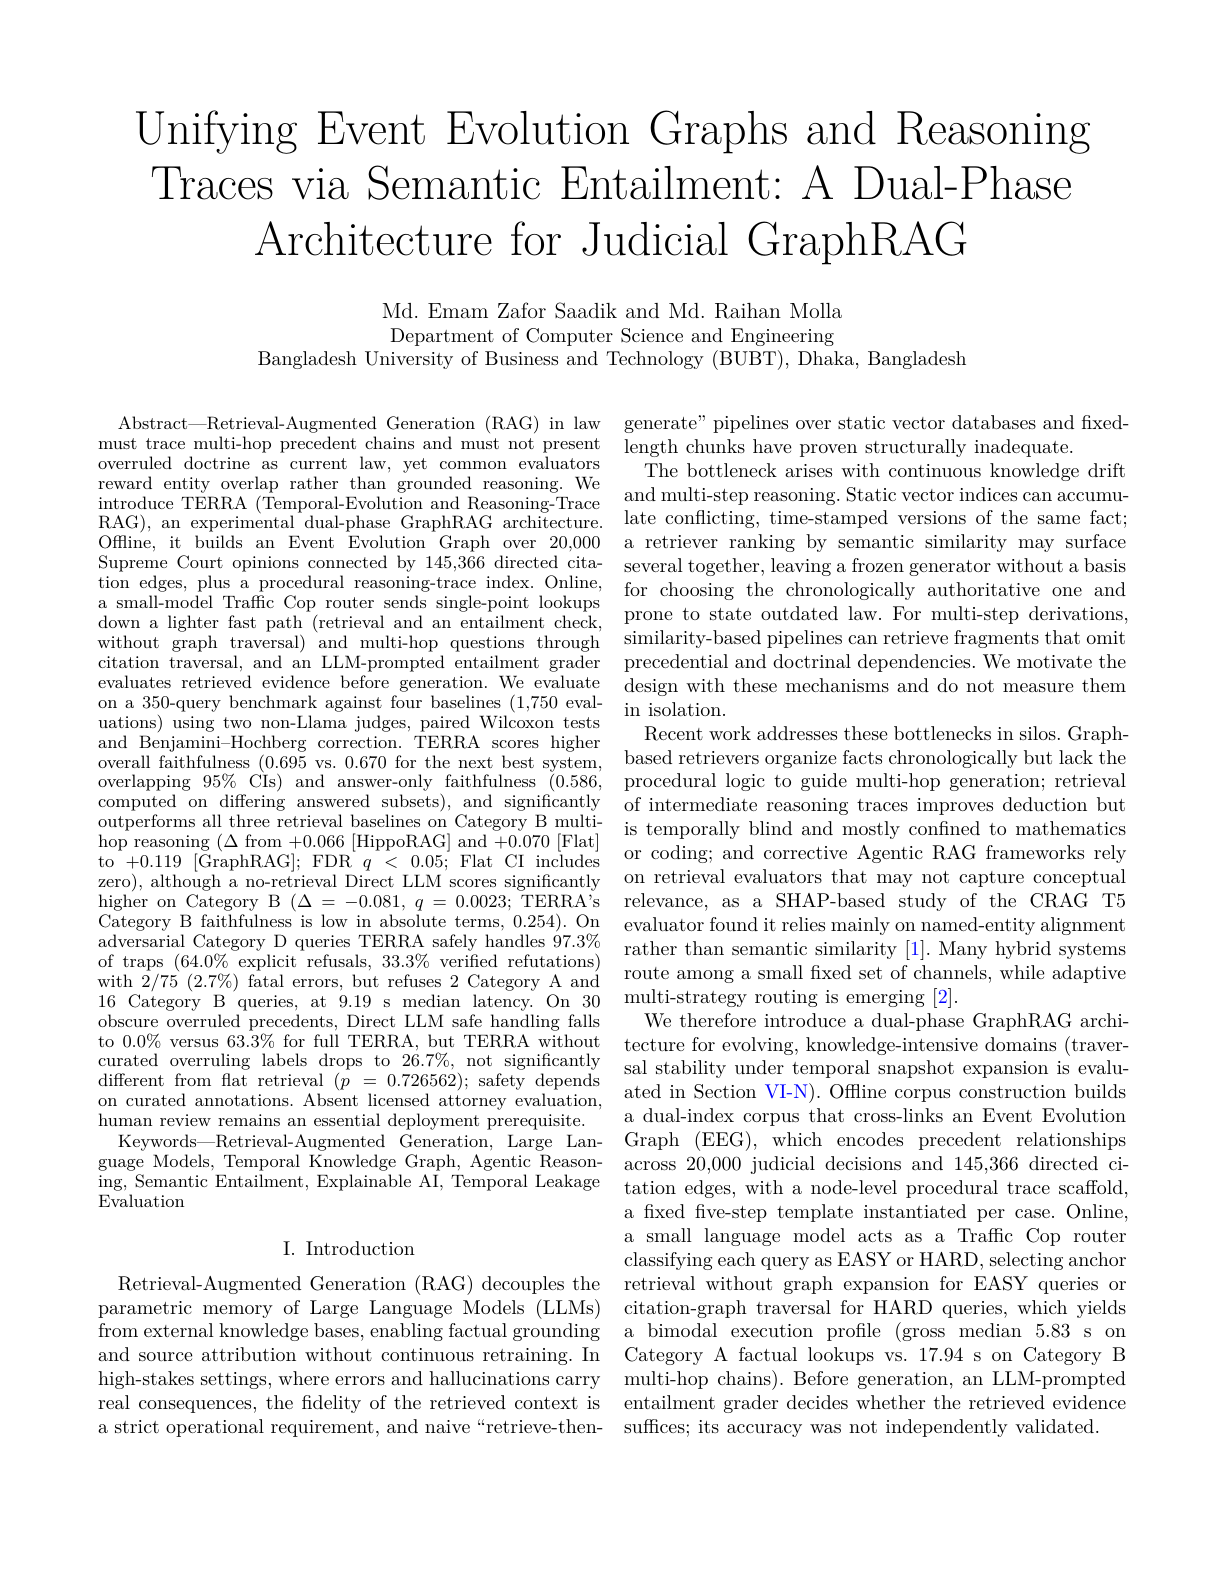 Unifying Event Evolution Graphs and Reasoning
Traces via Semantic Entailment: A Dual-Phase
Architecture for Judicial GraphRAG
Md. Emam Zafor Saadik and Md. Raihan Molla
Department of Computer Science and Engineering
Bangladesh University of Business and Technology (BUBT), Dhaka, Bangladesh
Abstract—Retrieval-Augmented Generation (RAG) in law
must trace multi-hop precedent chains and must not present
overruled doctrine as current law, yet common evaluators
reward entity overlap rather than grounded reasoning. We
introduce TERRA (Temporal-Evolution and Reasoning-Trace
RAG), an experimental dual-phase GraphRAG architecture.
Offline, it builds an Event Evolution Graph over 20,000
Supreme Court opinions connected by 145,366 directed cita-
tion edges, plus a procedural reasoning-trace index. Online,
a small-model Traffic Cop router sends single-point lookups
down a lighter fast path (retrieval and an entailment check,
without graph traversal) and multi-hop questions through
citation traversal, and an LLM-prompted entailment grader
evaluates retrieved evidence before generation. We evaluate
on a 350-query benchmark against four baselines (1,750 eval-
uations) using two non-Llama judges, paired Wilcoxon tests
and Benjamini–Hochberg correction. TERRA scores higher
overall faithfulness (0.695 vs. 0.670 for the next best system,
overlapping 95% CIs) and answer-only faithfulness (0.586,
computed on differing answered subsets), and significantly
outperforms all three retrieval baselines on Category B multi-
hop reasoning (Δ from +0.066 [HippoRAG] and +0.070 [Flat]
to +0.119 [GraphRAG]; FDR q < 0.05; Flat CI includes
zero), although a no-retrieval Direct LLM scores significantly
higher on Category B (Δ = −0.081, q = 0.0023; TERRA's
Category B faithfulness is low in absolute terms, 0.254). On
adversarial Category D queries TERRA safely handles 97.3%
of traps (64.0% explicit refusals, 33.3% verified refutations)
with 2/75 (2.7%) fatal errors, but refuses 2 Category A and
16 Category B queries, at 9.19 s median latency. On 30
obscure overruled precedents, Direct LLM safe handling falls
to 0.0% versus 63.3% for full TERRA, but TERRA without
curated overruling labels drops to 26.7%, not significantly
different from flat retrieval (p = 0.726562); safety depends
on curated annotations. Absent licensed attorney evaluation,
human review remains an essential deployment prerequisite.
Keywords—Retrieval-Augmented Generation, Large Lan-
guage Models, Temporal Knowledge Graph, Agentic Reason-
ing, Semantic Entailment, Explainable AI, Temporal Leakage
Evaluation
I. Introduction
Retrieval-Augmented Generation (RAG) decouples the
parametric memory of Large Language Models (LLMs)
from external knowledge bases, enabling factual grounding
and source attribution without continuous retraining. In
high-stakes settings, where errors and hallucinations carry
real consequences, the fidelity of the retrieved context is
a strict operational requirement, and naive “retrieve-then-
generate” pipelines over static vector databases and fixed-
length chunks have proven structurally inadequate.
The bottleneck arises with continuous knowledge drift
and multi-step reasoning. Static vector indices can accumu-
late conflicting, time-stamped versions of the same fact;
a retriever ranking by semantic similarity may surface
several together, leaving a frozen generator without a basis
for choosing the chronologically authoritative one and
prone to state outdated law. For multi-step derivations,
similarity-based pipelines can retrieve fragments that omit
precedential and doctrinal dependencies. We motivate the
design with these mechanisms and do not measure them
in isolation.
Recent work addresses these bottlenecks in silos. Graph-
based retrievers organize facts chronologically but lack the
procedural logic to guide multi-hop generation; retrieval
of intermediate reasoning traces improves deduction but
is temporally blind and mostly confined to mathematics
or coding; and corrective Agentic RAG frameworks rely
on retrieval evaluators that may not capture conceptual
relevance, as a SHAP-based study of the CRAG T5
evaluator found it relies mainly on named-entity alignment
rather than semantic similarity [1]. Many hybrid systems
route among a small fixed set of channels, while adaptive
multi-strategy routing is emerging [2].
We therefore introduce a dual-phase GraphRAG archi-
tecture for evolving, knowledge-intensive domains (traver-
sal stability under temporal snapshot expansion is evalu-
ated in Section VI-N). Offline corpus construction builds
a dual-index corpus that cross-links an Event Evolution
Graph (EEG), which encodes precedent relationships
across 20,000 judicial decisions and 145,366 directed ci-
tation edges, with a node-level procedural trace scaffold,
a fixed five-step template instantiated per case. Online,
a small language model acts as a Traffic Cop router
classifying each query as EASY or HARD, selecting anchor
retrieval without graph expansion for EASY queries or
citation-graph traversal for HARD queries, which yields
a bimodal execution profile (gross median 5.83 s on
Category A factual lookups vs. 17.94 s on Category B
multi-hop chains). Before generation, an LLM-prompted
entailment grader decides whether the retrieved evidence
suffices; its accuracy was not independently validated.